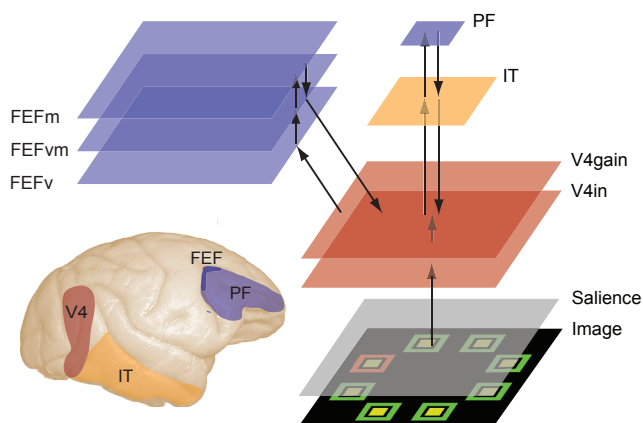 PF
IT
FEFm
FEFvm
FEFv
V4gain
V4in
FEF
PF
V4
IT
Salience
Image